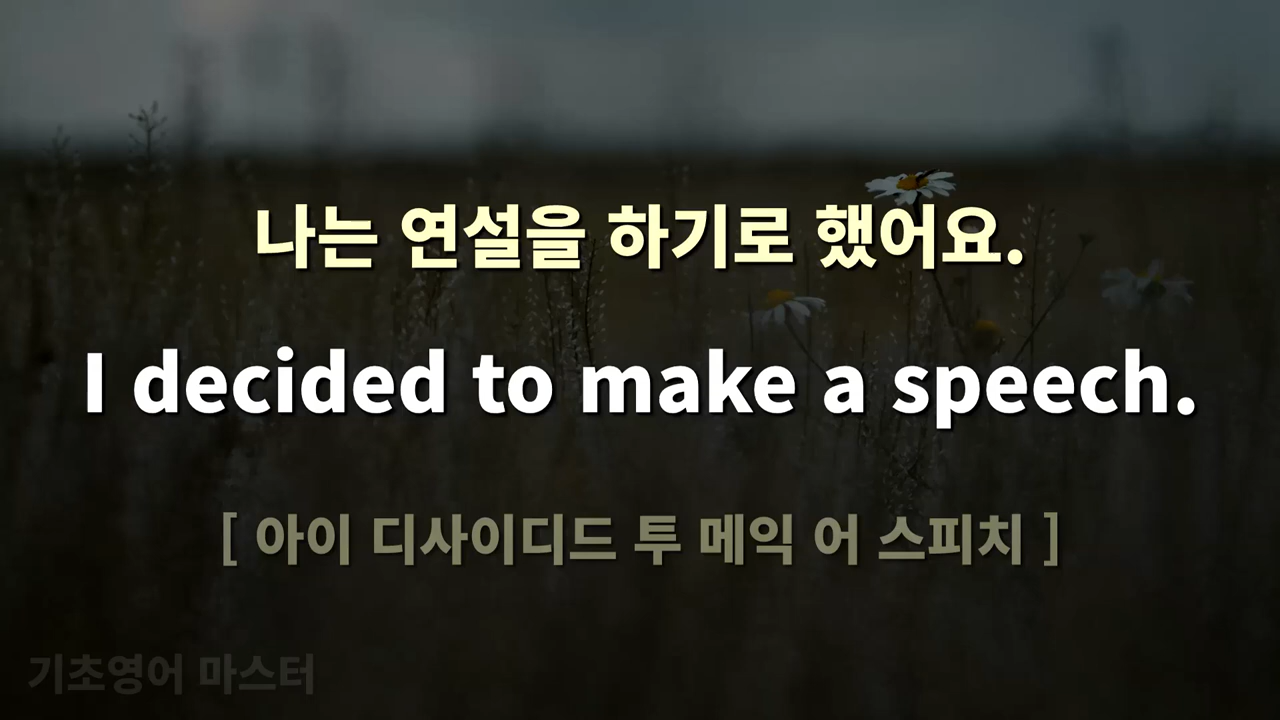 나는 연설을 하기로 했어요.
I decided to make a speech.
[ 아이 디사이디드 투 메익 어 스피치 ]
기초영어 마스터